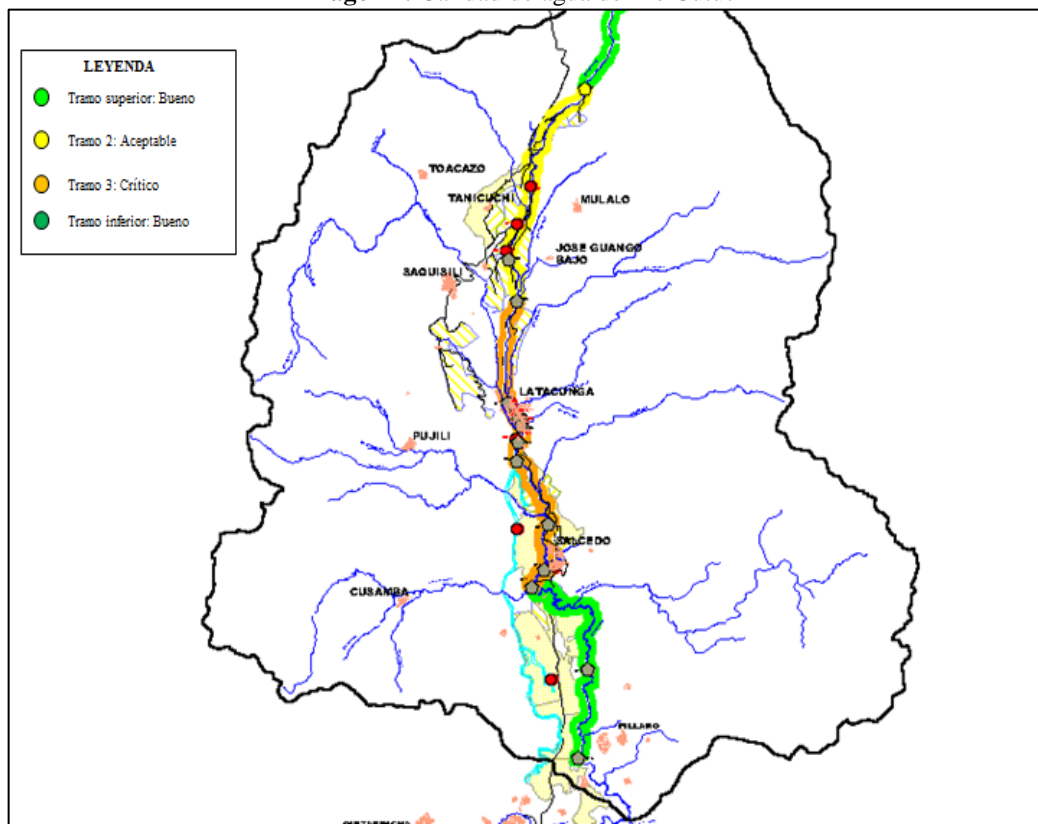 LEYENDA
Tramo superior: Bueno
Tramo 2: Aceptable
Tramo 3: Crítico
Tramo inferior: Bueno
TOACAZO
TANICUCHI
MULALO
JOSE GUANGO
BAJO
SAQUISILI
LATACUNGA
PUJILI
SALCEDO
CUSAMBA
PILLARO